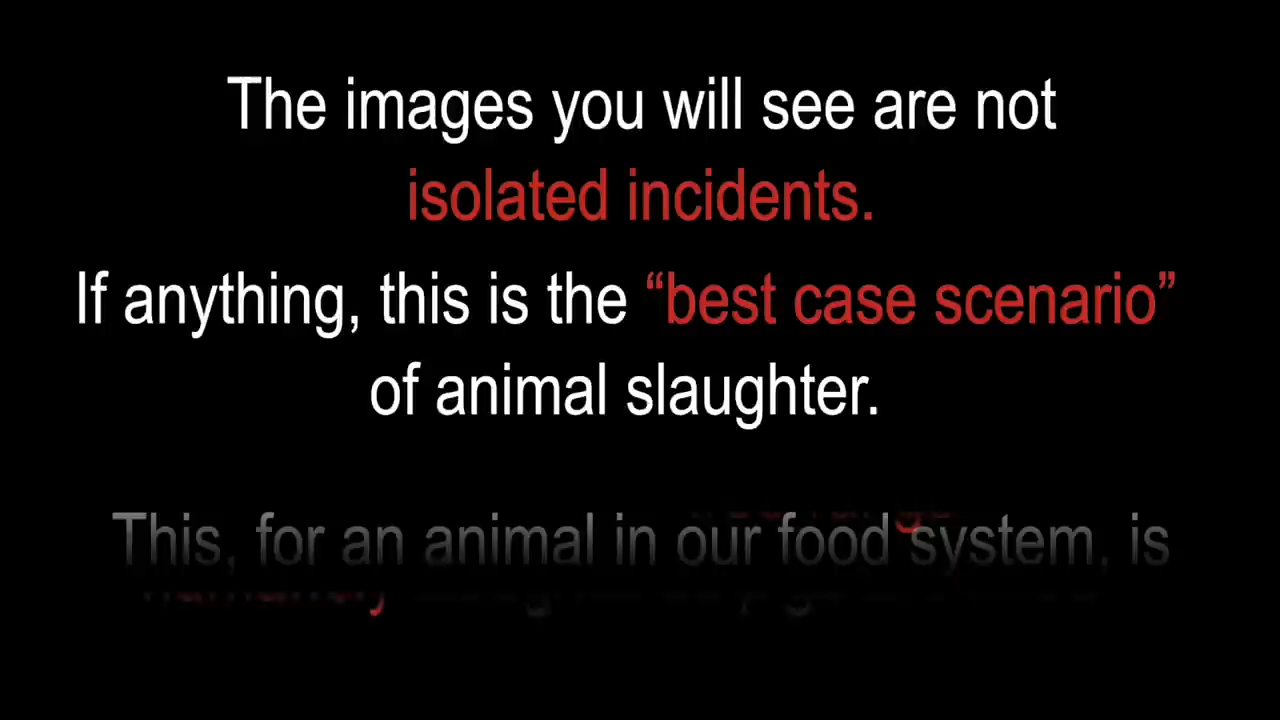 The images you will see are not
isolated incidents.
If anything, this is the “best case scenario”
of animal slaughter.
This, for an animal in our food system, is